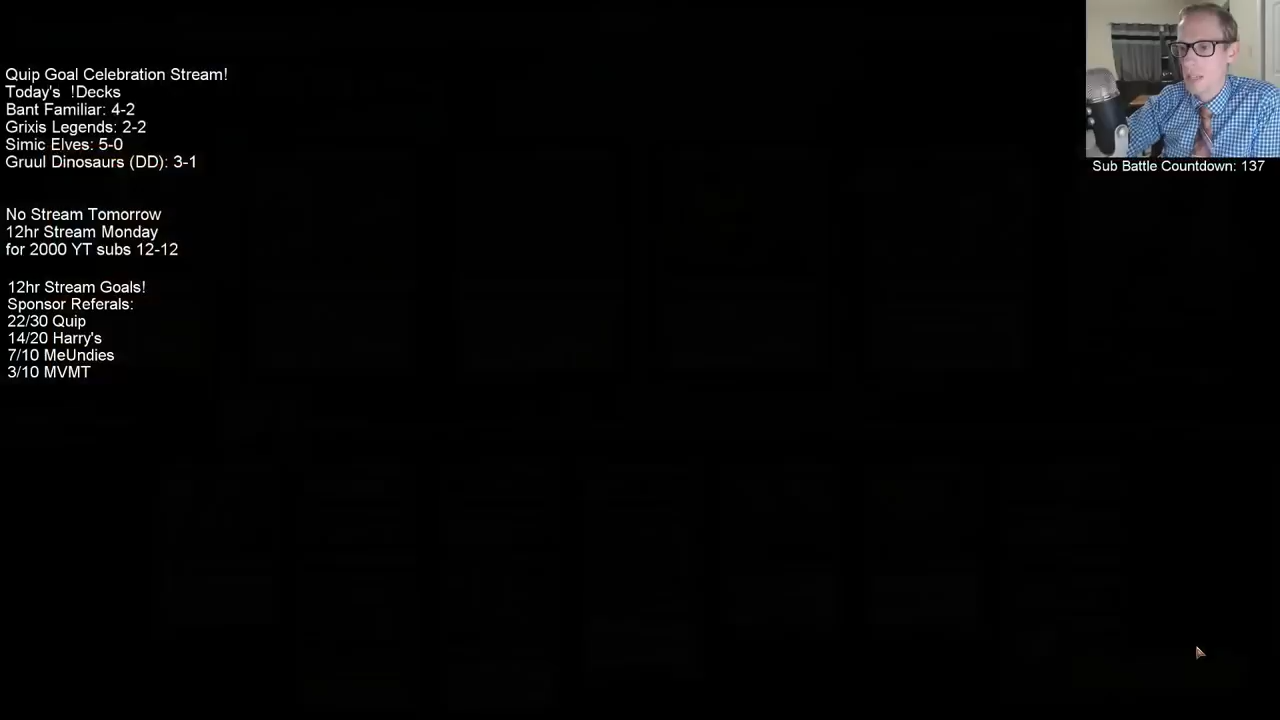 Quip Goal Celebration Stream!
Today's !Decks
Bant Familiar: 4-2
Grixis Legends: 2-2
Simic Elves: 5-0
Gruul Dinosaurs (DD): 3-1
No Stream Tomorrow
12hr Stream Monday
for 2000 YT subs 12-12
12hr Stream Goals!
Sponsor Referals:
22/30 Quip
14/20 Harry's
7/10 MeUndies
3/10 MVMT
Sub Battle Countdown: 137